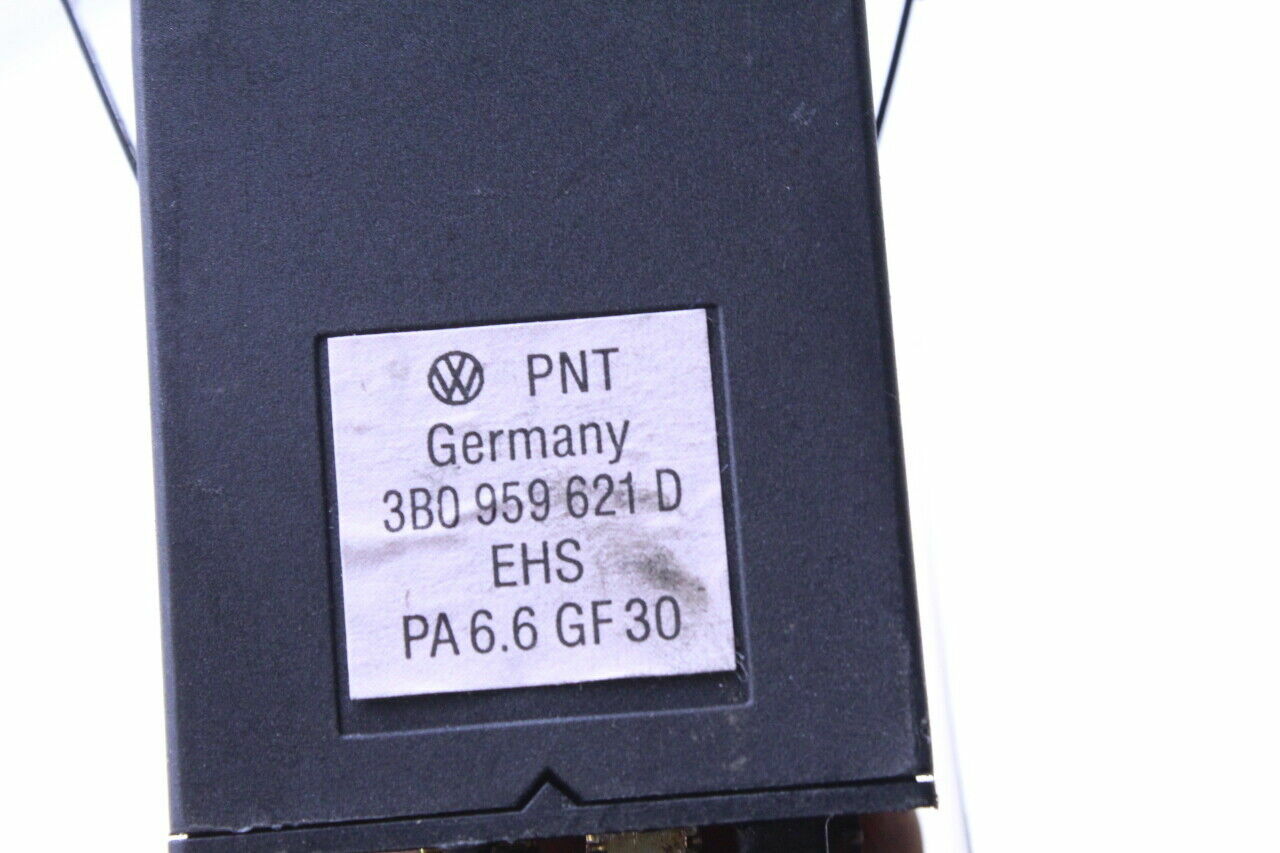 PNT
Germany
3B0 959 621 D
EHS
PA 6.6 GF 30